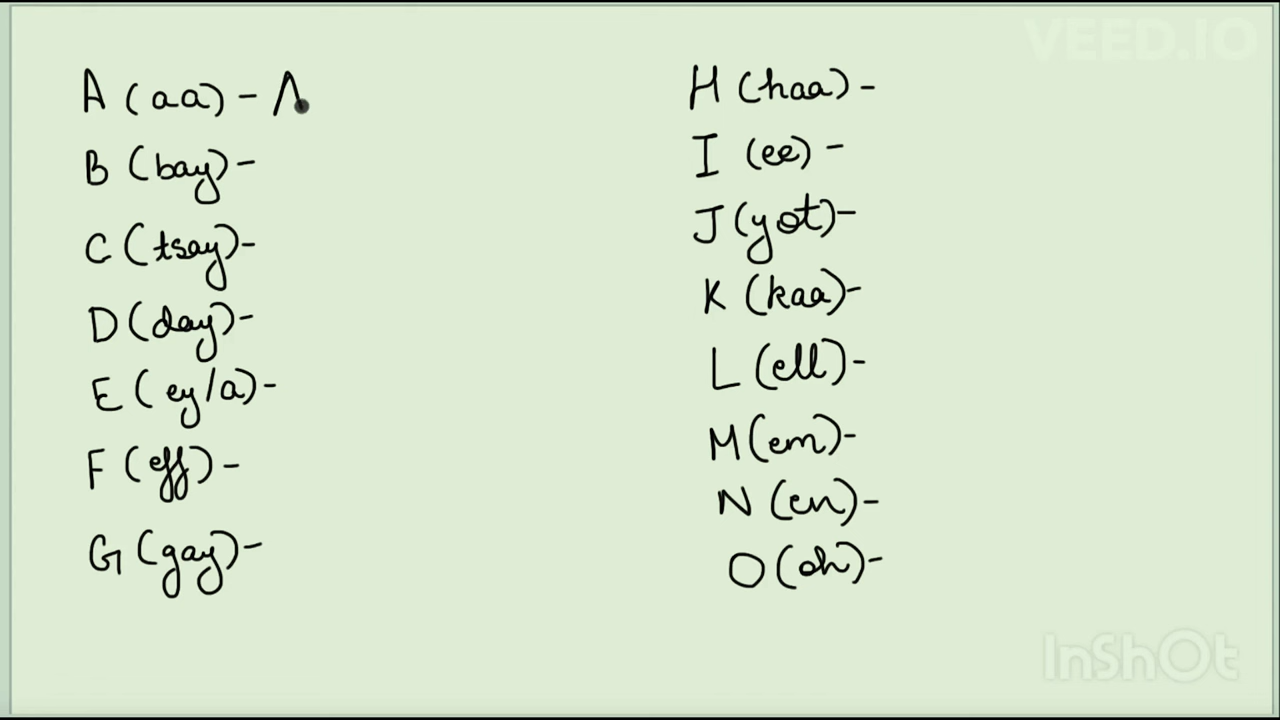 VEED.IO
A (aa) - A
B (bay) -
C (tsay) -
D (day) -
E (ey/a) -
F (eff) -
G (gay) -
H (haa) -
I (ee) -
J (yot) -
K (kaa) -
L (ell) -
M (em) -
N (en) -
O (oh) -
InShOt